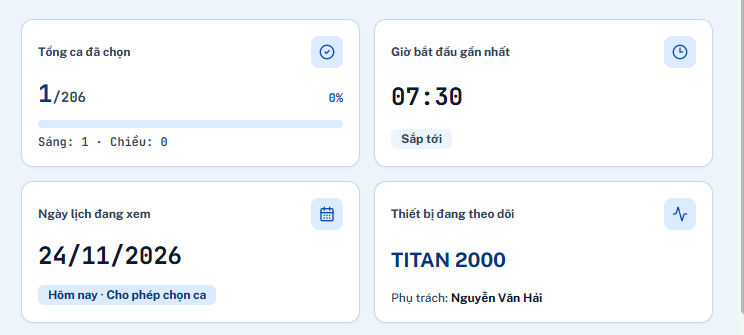 Tổng ca đã chọn
1/206
0%
Sáng: 1 · Chiều: 0
Giờ bắt đầu gần nhất
07:30
Sắp tới
Ngày lịch đang xem
24/11/2026
Hôm nay · Cho phép chọn ca
Thiết bị đang theo dõi
TITAN 2000
Phụ trách: Nguyễn Văn Hải